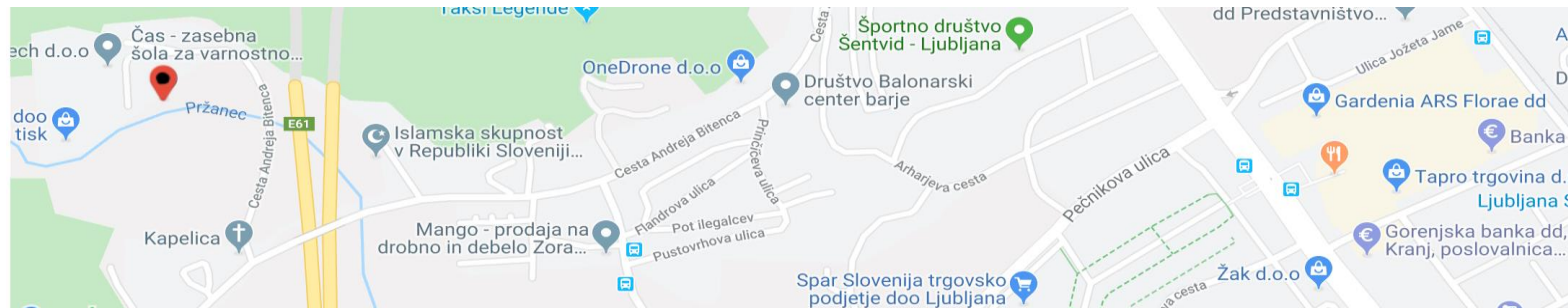 Taksi Legende
ech d.o.o
Čas - zasebna
šola za varnostno...
Pržanec
doo
tisk
E61
Cesta Andreja Bitenca
Kapelica
Islamska skupnost
v Republiki Sloveniji...
OneDrone d.o.o
Cesta Andreja Bitenca
Cesta
Športno društvo
Šentvid - Ljubljana
Društvo Balonarski
center barje
Prinčičeva ulica
Flandrova ulica
Pot ilegalcev
Pustovrhova ulica
Mango - prodaja na
drobno in debelo Zora...
Arharjeva cesta
Pečnikova ulica
Spar Slovenija trgovsko
podjetje doo Ljubljana
dd Predstavništvo...
Ulica Jožeta Jame
A
D
Gardenia ARS Florae dd
Banka
Tapro trgovina d.
Ljubljana Š
Gorenjska banka dd,
Kranj, poslovalnica...
Žak d.o.o
cesta